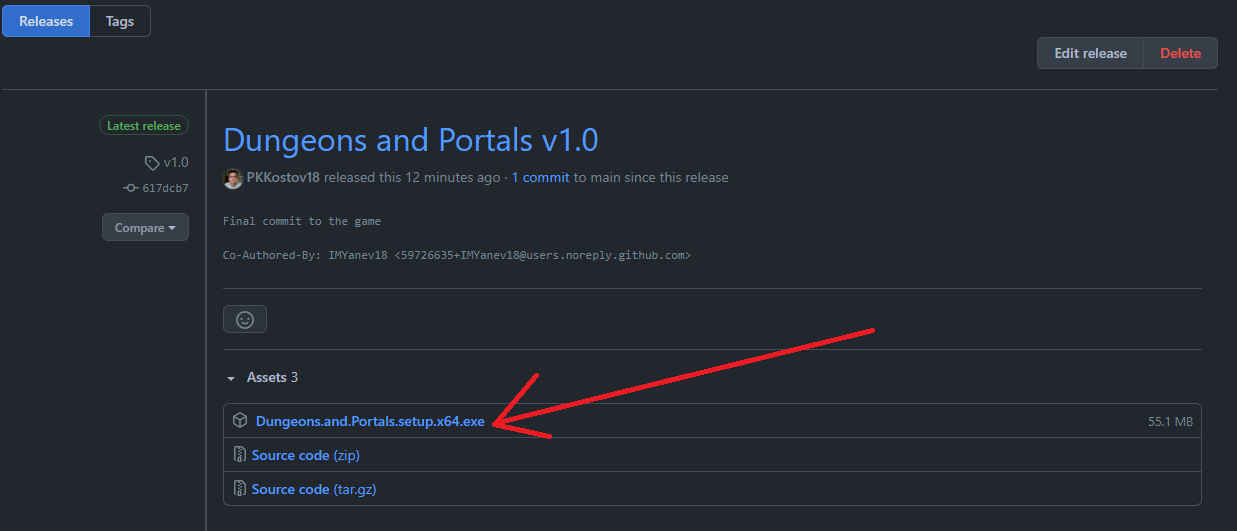 Releases Tags
Edit release Delete
Latest release
v1.0
617dcb7
Compare
Dungeons and Portals v1.0
PKKostov18 released this 12 minutes ago · 1 commit to main since this release
Final commit to the game
Co-Authored-By: IMYanev18 <59726635+IMYanev18@users.noreply.github.com>
Assets 3
Dungeons.and.Portals.setup.x64.exe 55.1 MB
Source code (zip)
Source code (tar.gz)